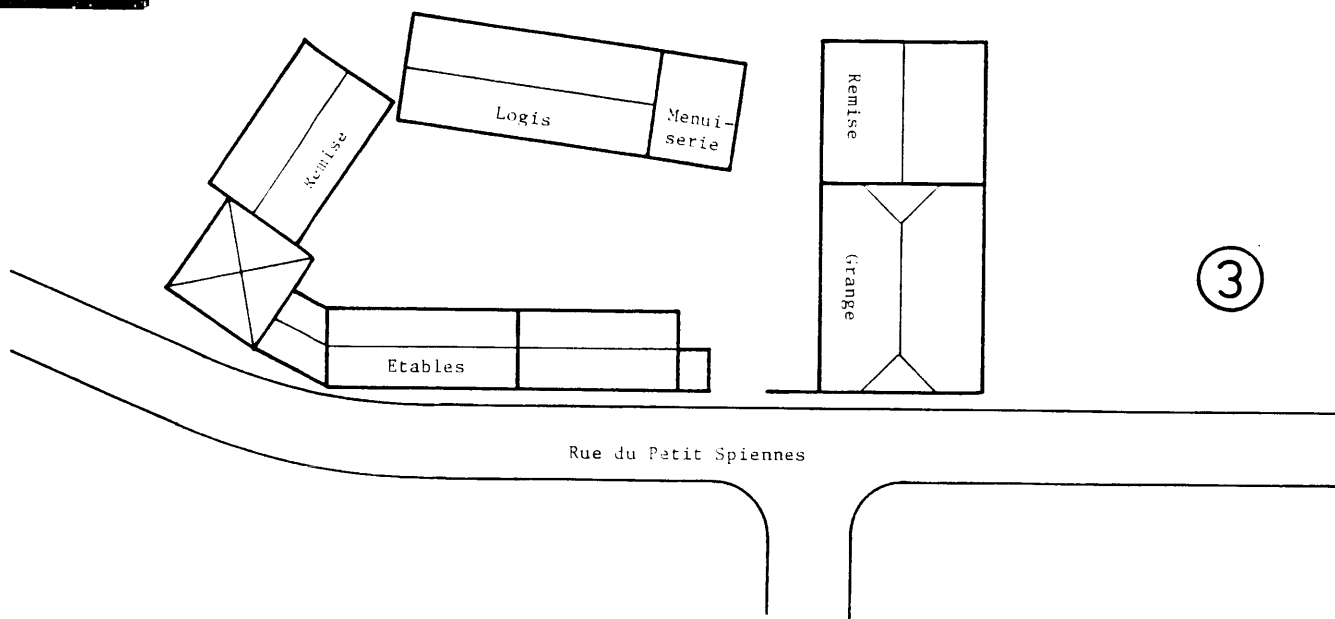 Remise
Logis
Menui-
serie
Remise
Grange
3
Etables
Rue du Petit Spiennes